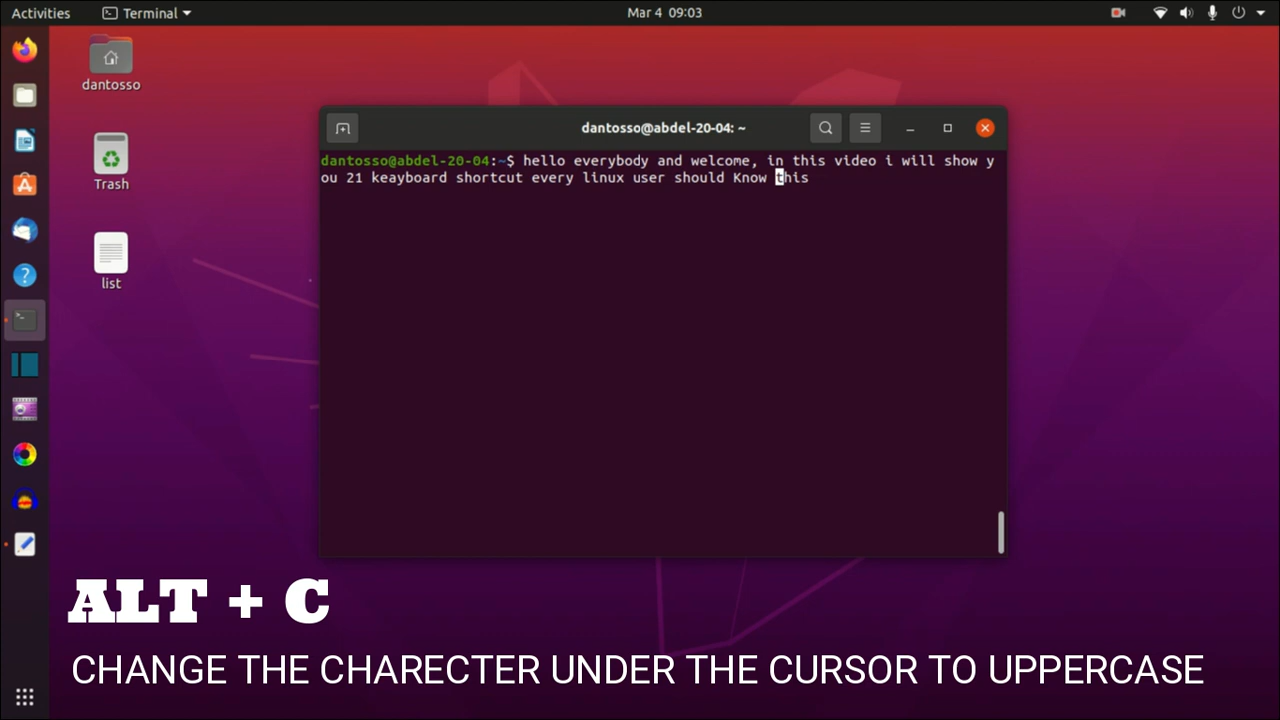 Activities Terminal Mar 4 09:03
dantosso
Trash
list
dantosso@abdel-20-04: ~
dantosso@abdel-20-04:~$ hello everybody and welcome, in this video i will show y
ou 21 keayboard shortcut every linux user should Know this
ALT + C
CHANGE THE CHARECTER UNDER THE CURSOR TO UPPERCASE